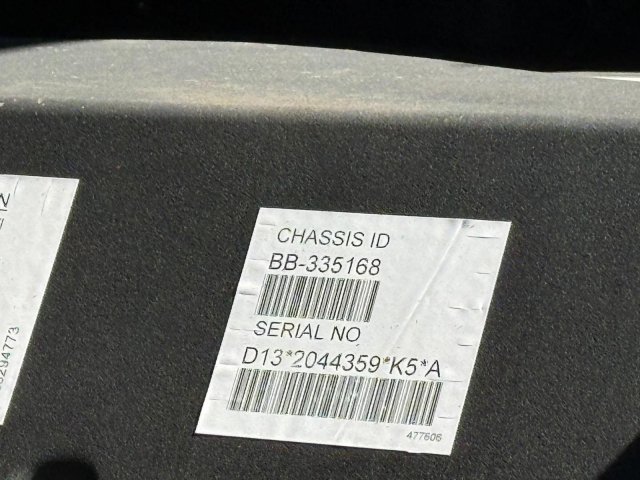 CHASSIS ID
BB-335168
SERIAL NO
D13*2044359*K5*A
477606